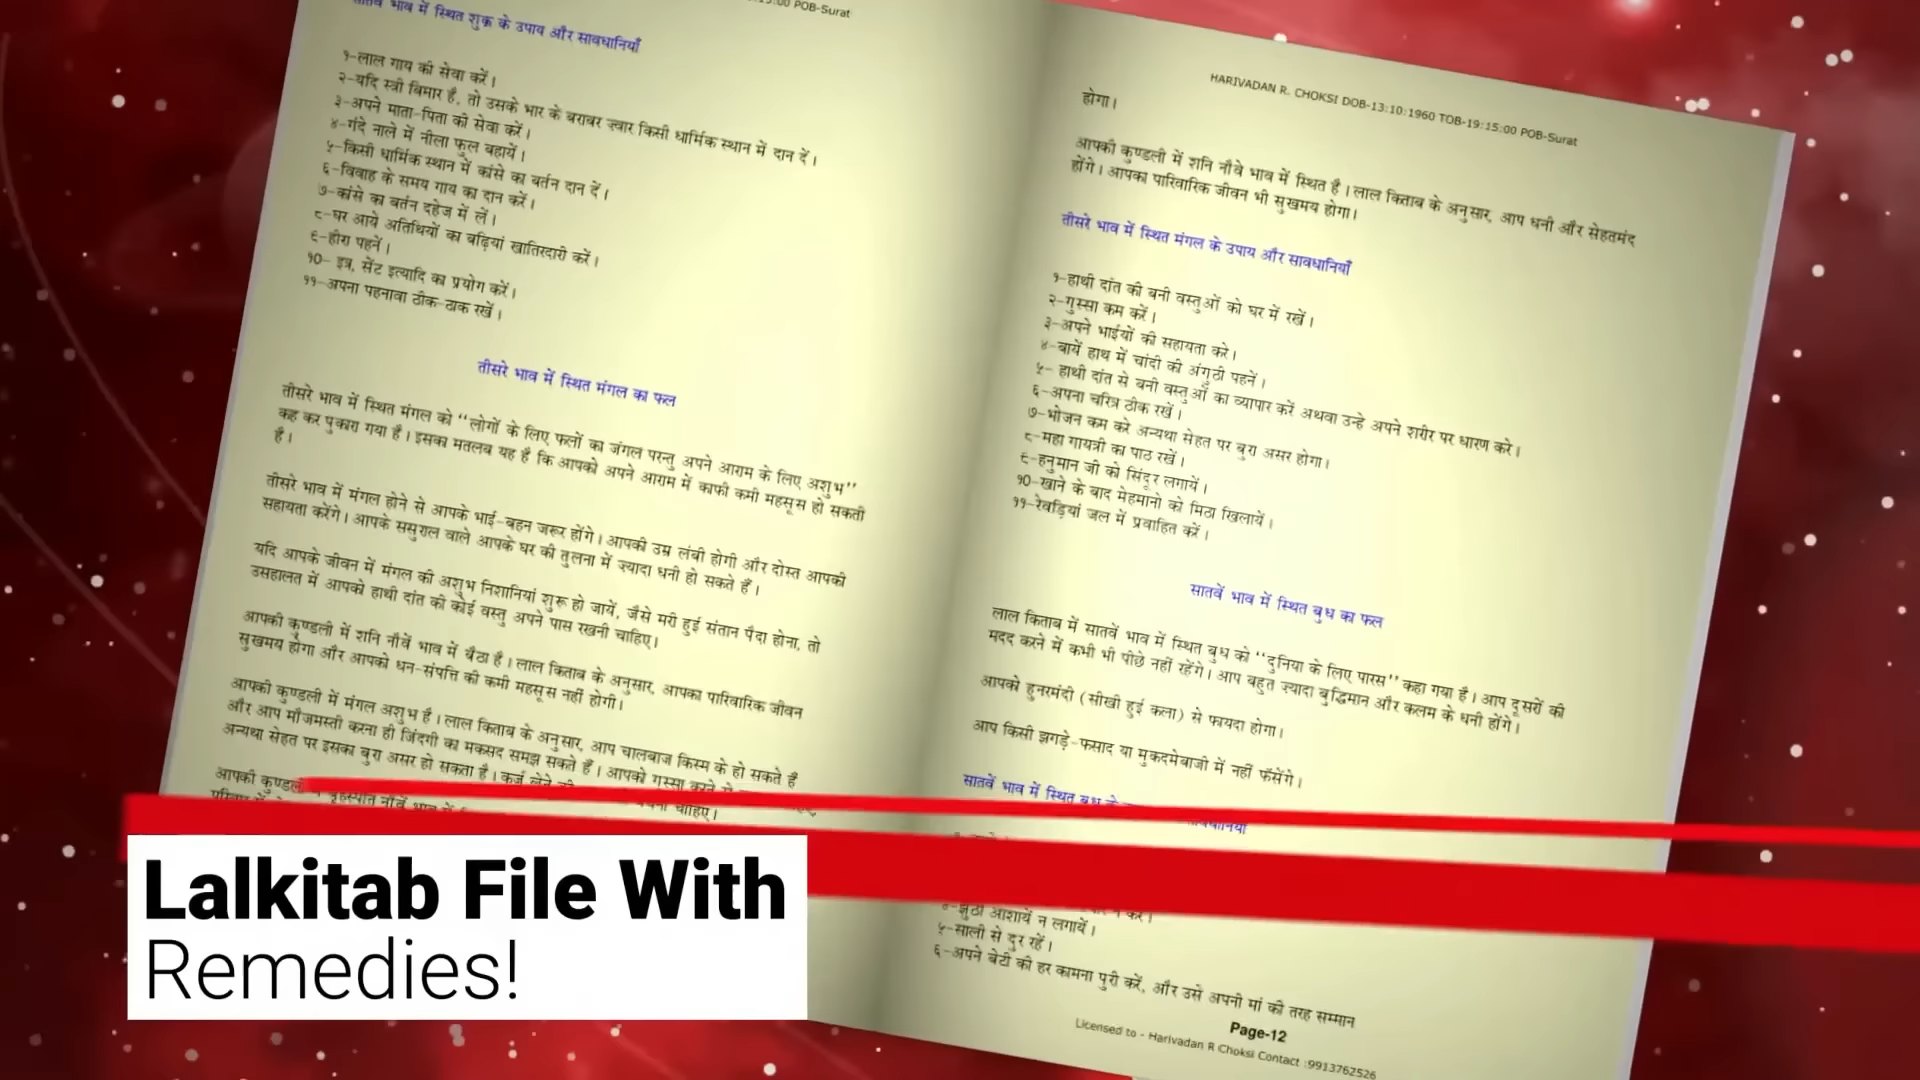 15:00 POB-Surat
सातवें भाव में स्थित शुक्र के उपाय और सावधानियाँ
१-लाल गाय की सेवा करें।
२-यदि स्त्री बिमार है, तो उसके भार के बराबर ज्वार किसी धार्मिक स्थान में दान दें।
३-अपने माता-पिता की सेवा करें।
४-गंदे नाले में नीला फुल बहायें।
५-किसी धार्मिक स्थान में कांसे का बर्तन दान दें।
६-विवाह के समय गाय का दान करें।
७-कांसे का बर्तन दहेज में लें।
८-घर आये अतिथियों का बढ़ियां खातिरदारी करें।
९-हीरा पहनें।
१०- इत्र, सेंट इत्यादि का प्रयोग करें।
११-अपना पहनावा ठीक-ठाक रखें।
तीसरे भाव में स्थित मंगल का फल
तीसरे भाव में स्थित मंगल को “लोगों के लिए फलों का जंगल परन्तु अपने आराम के लिए अशुभ”
कह कर पुकारा गया है। इसका मतलब यह है कि आपको अपने आराम में काफी कमी महसूस हो सकती
है।
तीसरे भाव में मंगल होने से आपके भाई-बहन जरूर होंगे। आपकी उम्र लंबी होगी और दोस्त आपकी
सहायता करेंगे। आपके ससुराल वाले आपके घर की तुलना में ज़्यादा धनी हो सकते हैं।
यदि आपके जीवन में मंगल की अशुभ निशानियां शुरू हो जायें, जैसे मरी हुई संतान पैदा होना, तो
उसहालत में आपको हाथी दांत की कोई वस्तु अपने पास रखनी चाहिए।
आपकी कुण्डली में शनि नौवें भाव में बैठा है। लाल किताब के अनुसार, आपका पारिवारिक जीवन
सुखमय होगा और आपको धन-संपत्ति की कमी महसूस नहीं होगी।
आपकी कुण्डली में मंगल अशुभ है। लाल किताब के अनुसार, आप चालबाज किस्म के हो सकते हैं
और आप मौजमस्ती करना ही जिंदगी का मकसद समझ सकते हैं। आपको गुस्सा करने से
अन्यथा सेहत पर इसका बुरा असर हो सकता है। कर्ज लेने चाहिए।
आपकी कुण्डली बृहस्पति नौवें भाव में
HARIVADAN R. CHOKSI DOB-13:10:1960 TOB-19:15:00 POB-Surat
होगा।
आपकी कुण्डली में शनि नौवे भाव में स्थित है। लाल किताब के अनुसार, आप धनी और सेहतमंद
होंगे। आपका पारिवारिक जीवन भी सुखमय होगा।
तीसरे भाव में स्थित मंगल के उपाय और सावधानियाँ
१-हाथी दांत की बनी वस्तुओं को घर में रखें।
२-गुस्सा कम करें।
३-अपने भाईयों की सहायता करे।
४-बायें हाथ में चांदी की अंगुठी पहनें।
५- हाथी दांत से बनी वस्तुओं का व्यापार करें अथवा उन्हे अपने शरीर पर धारण करे।
६-अपना चरित्र ठीक रखें।
७-भोजन कम करे अन्यथा सेहत पर बुरा असर होगा।
८-महा गायत्री का पाठ रखें।
९-हनुमान जी को सिंदूर लगायें।
१०-खाने के बाद मेहमानो को मिठा खिलायें।
११-रेवड़ियां जल में प्रवाहित करें।
सातवें भाव में स्थित बुध का फल
लाल किताब में सातवें भाव में स्थित बुध को “दुनिया के लिए पारस” कहा गया है। आप दूसरों की
मदद करने में कभी भी पीछे नहीं रहेंगे। आप बहुत ज़्यादा बुद्धिमान और कलम के धनी होंगे।
आपको हुनरमंदी (सीखी हुई कला) से फायदा होगा।
आप किसी झगड़े-फसाद या मुकदमेबाजी में नहीं फँसेंगे।
सातवें भाव में स्थित बुध के सावधानियाँ
४-झुठी आशायें न लगायें।
५-साली से दुर रहें।
६-अपने बेटी की हर कामना पुरी करें, और उसे अपनी मां की तरह सम्मान
Page-12
Licensed to - Harivadan R Choksi Contact :9913762526
Lalkitab File With
Remedies!